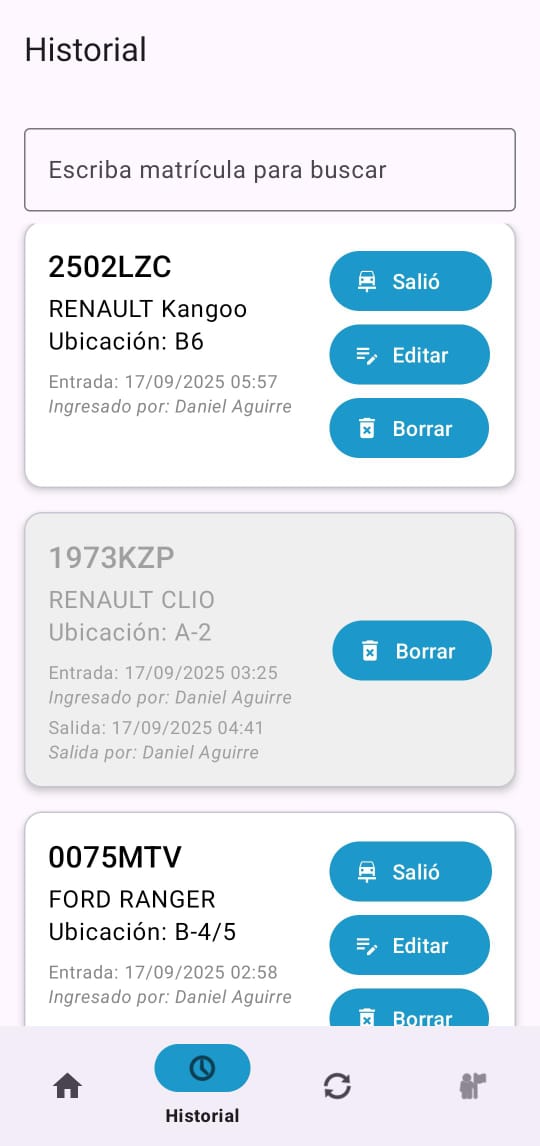 Historial
Escriba matrícula para buscar
2502LZC
RENAULT Kangoo
Ubicación: B6
Entrada: 17/09/2025 05:57
Ingresado por: Daniel Aguirre
Salió
Editar
Borrar
1973KZP
RENAULT CLIO
Ubicación: A-2
Entrada: 17/09/2025 03:25
Ingresado por: Daniel Aguirre
Salida: 17/09/2025 04:41
Salida por: Daniel Aguirre
Borrar
0075MTV
FORD RANGER
Ubicación: B-4/5
Entrada: 17/09/2025 02:58
Ingresado por: Daniel Aguirre
Salió
Editar
Borrar
Historial